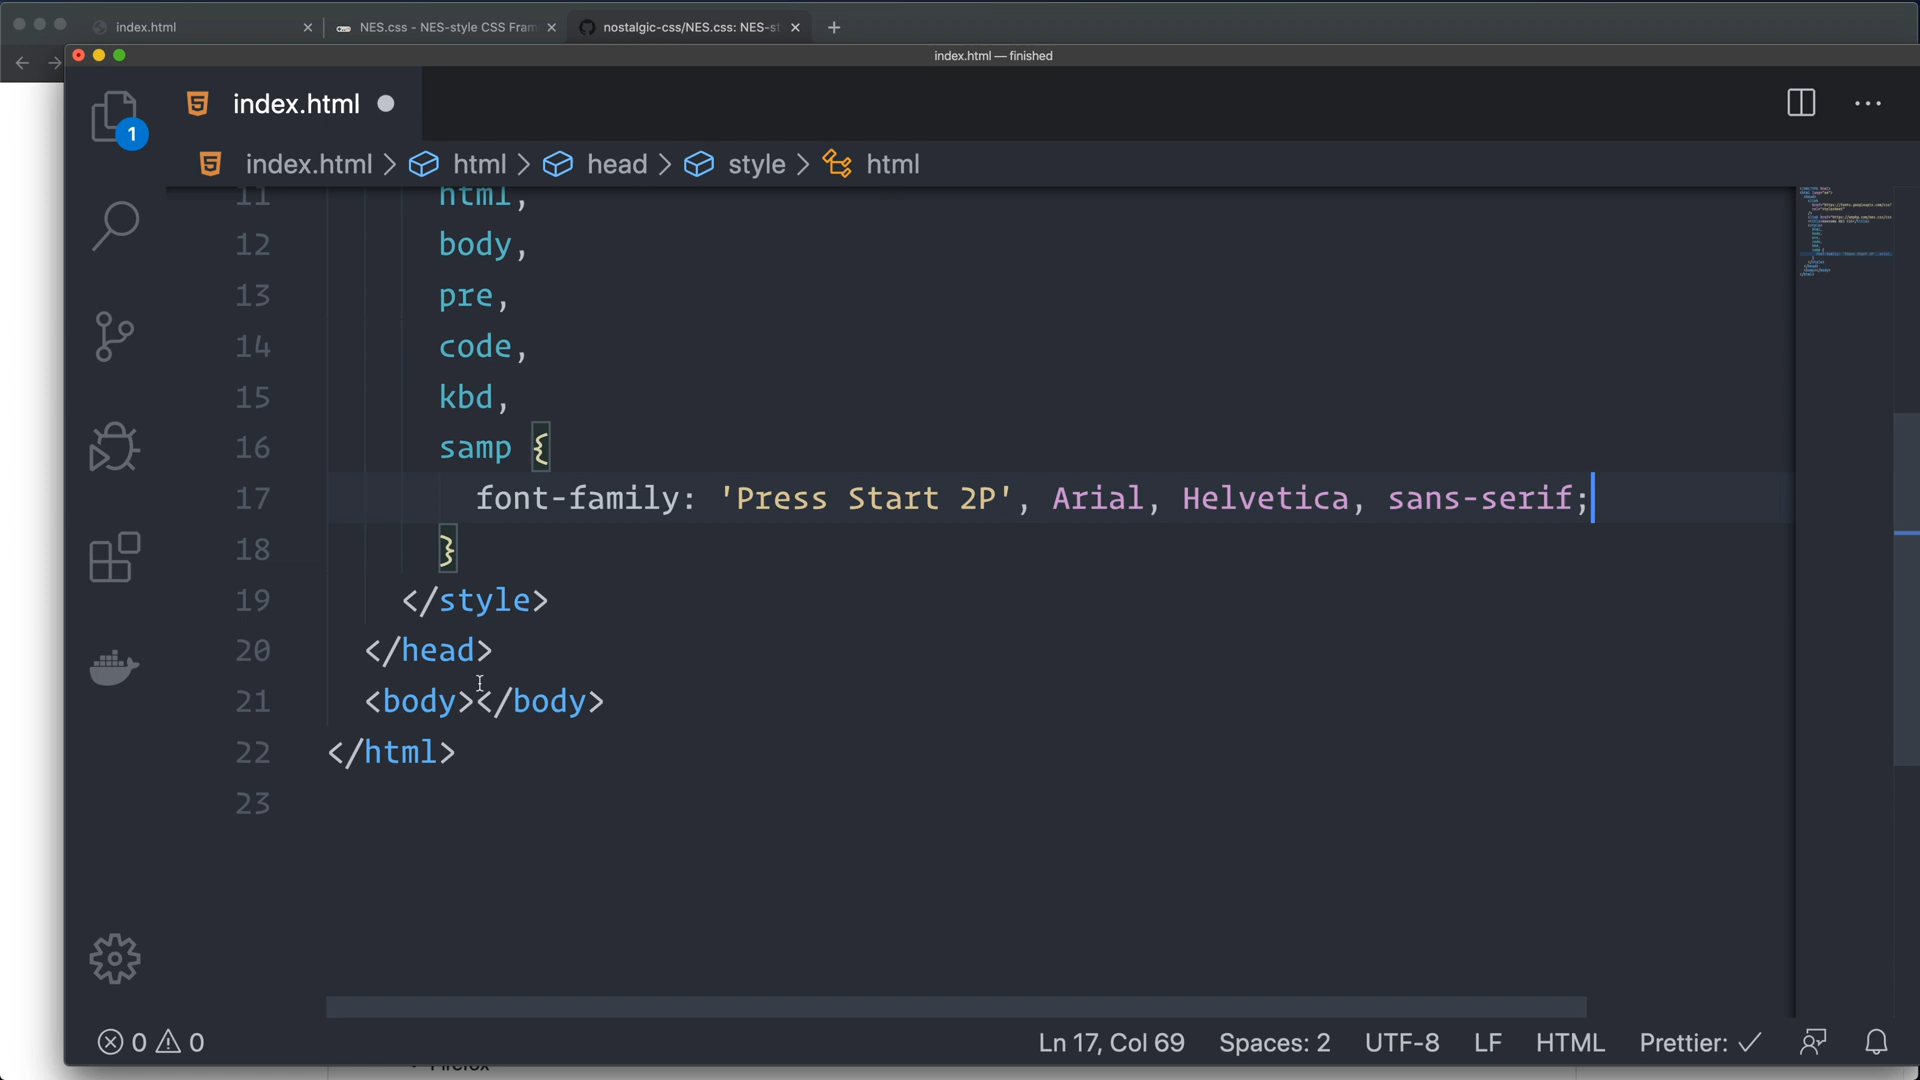 index.html
NES.css - NES-style CSS Fram
nostalgic-css/NES.css: NES-st
index.html — finished
1
index.html
index.html > html > head > style > html
11 html,
12 body,
13 pre,
14 code,
15 kbd,
16 samp {
17 font-family: 'Press Start 2P', Arial, Helvetica, sans-serif;
18 }
19 </style>
20 </head>
21 <body></body>
22 </html>
23
0 0 Ln 17, Col 69 Spaces: 2 UTF-8 LF HTML Prettier: ✓
Firefox